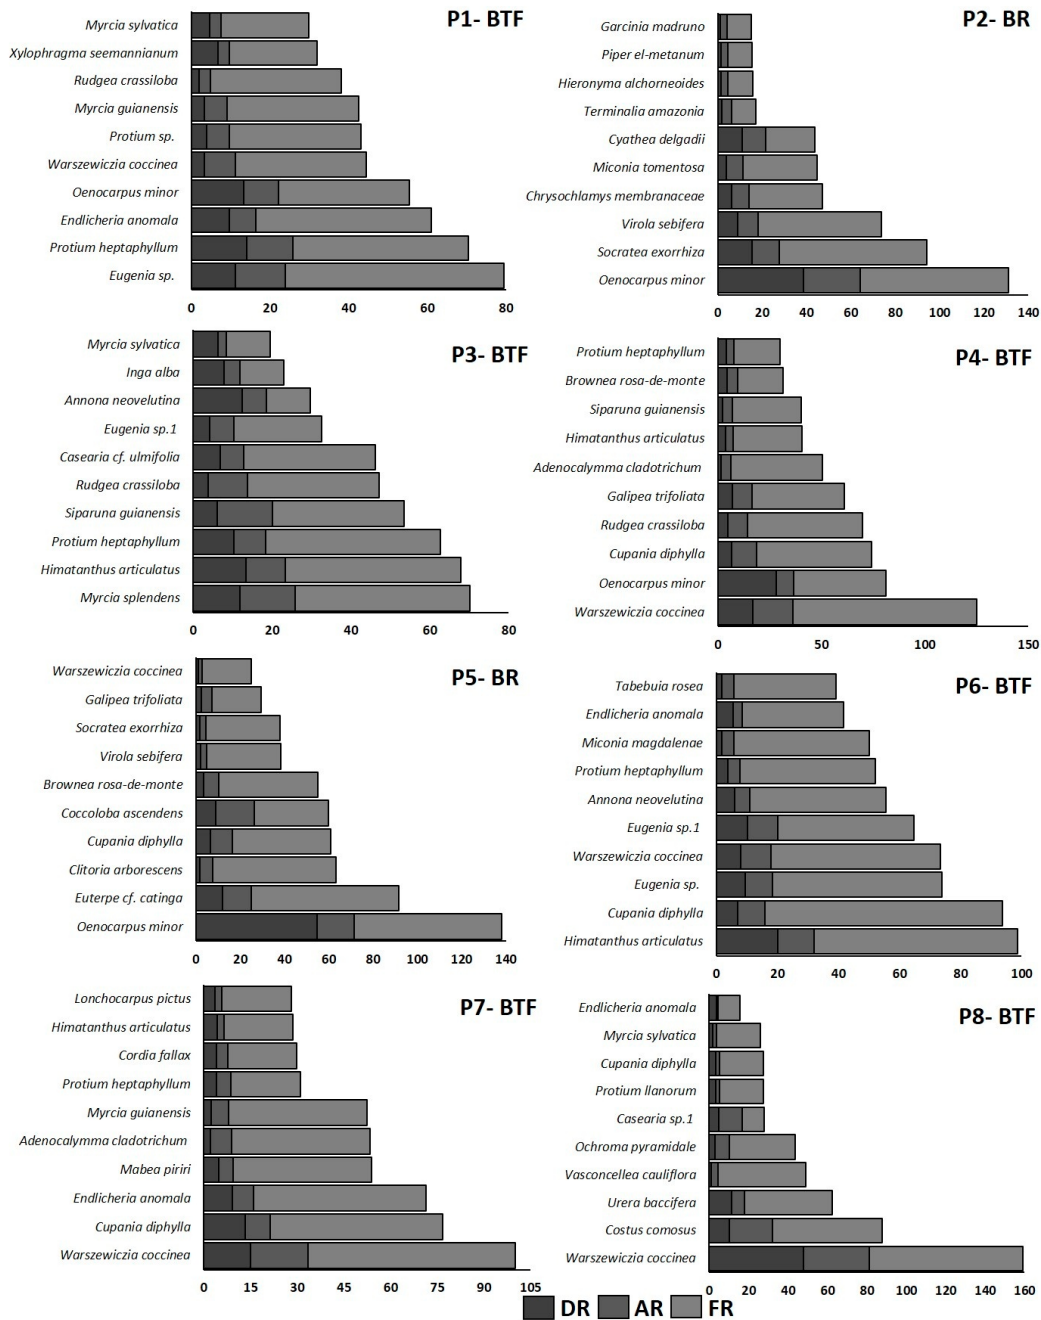 P1- BTF
Myrcia sylvatica
Xylophragma seemannianum
Rudgea crassiloba
Myrcia guianensis
Protium sp.
Warszewiczia coccinea
Oenocarpus minor
Endlicheria anomala
Protium heptaphyllum
Eugenia sp.
0 20 40 60 80
P2- BR
Garcinia madruno
Piper el-metanum
Hieronyma alchorneoides
Terminalia amazonia
Cyathea delgadii
Miconia tomentosa
Chrysochlamys membranaceae
Virola sebifera
Socratea exorrhiza
Oenocarpus minor
0 20 40 60 80 100 120 140
P3- BTF
Myrcia sylvatica
Inga alba
Annona neovelutina
Eugenia sp.1
Casearia cf. ulmifolia
Rudgea crassiloba
Siparuna guianensis
Protium heptaphyllum
Himatanthus articulatus
Myrcia splendens
0 20 40 60 80
P4- BTF
Protium heptaphyllum
Brownea rosa-de-monte
Siparuna guianensis
Himatanthus articulatus
Adenocalymma cladotrichum
Galipea trifoliata
Rudgea crassiloba
Cupania diphylla
Oenocarpus minor
Warszewiczia coccinea
0 50 100 150
P5- BR
Warszewiczia coccinea
Galipea trifoliata
Socratea exorrhiza
Virola sebifera
Brownea rosa-de-monte
Coccoloba ascendens
Cupania diphylla
Clitoria arborescens
Euterpe cf. catinga
Oenocarpus minor
0 20 40 60 80 100 120 140
P6- BTF
Tabebuia rosea
Endlicheria anomala
Miconia magdalenae
Protium heptaphyllum
Annona neovelutina
Eugenia sp.1
Warszewiczia coccinea
Eugenia sp.
Cupania diphylla
Himatanthus articulatus
0 20 40 60 80 100
P7- BTF
Lonchocarpus pictus
Himatanthus articulatus
Cordia fallax
Protium heptaphyllum
Myrcia guianensis
Adenocalymma cladotrichum
Mabea piriri
Endlicheria anomala
Cupania diphylla
Warszewiczia coccinea
0 15 30 45 60 75 90 105
P8- BTF
Endlicheria anomala
Myrcia sylvatica
Cupania diphylla
Protium llanorum
Casearia sp.1
Ochroma pyramidale
Vasconcellea cauliflora
Urera baccifera
Costus comosus
Warszewiczia coccinea
0 20 40 60 80 100 120 140 160
DR AR FR